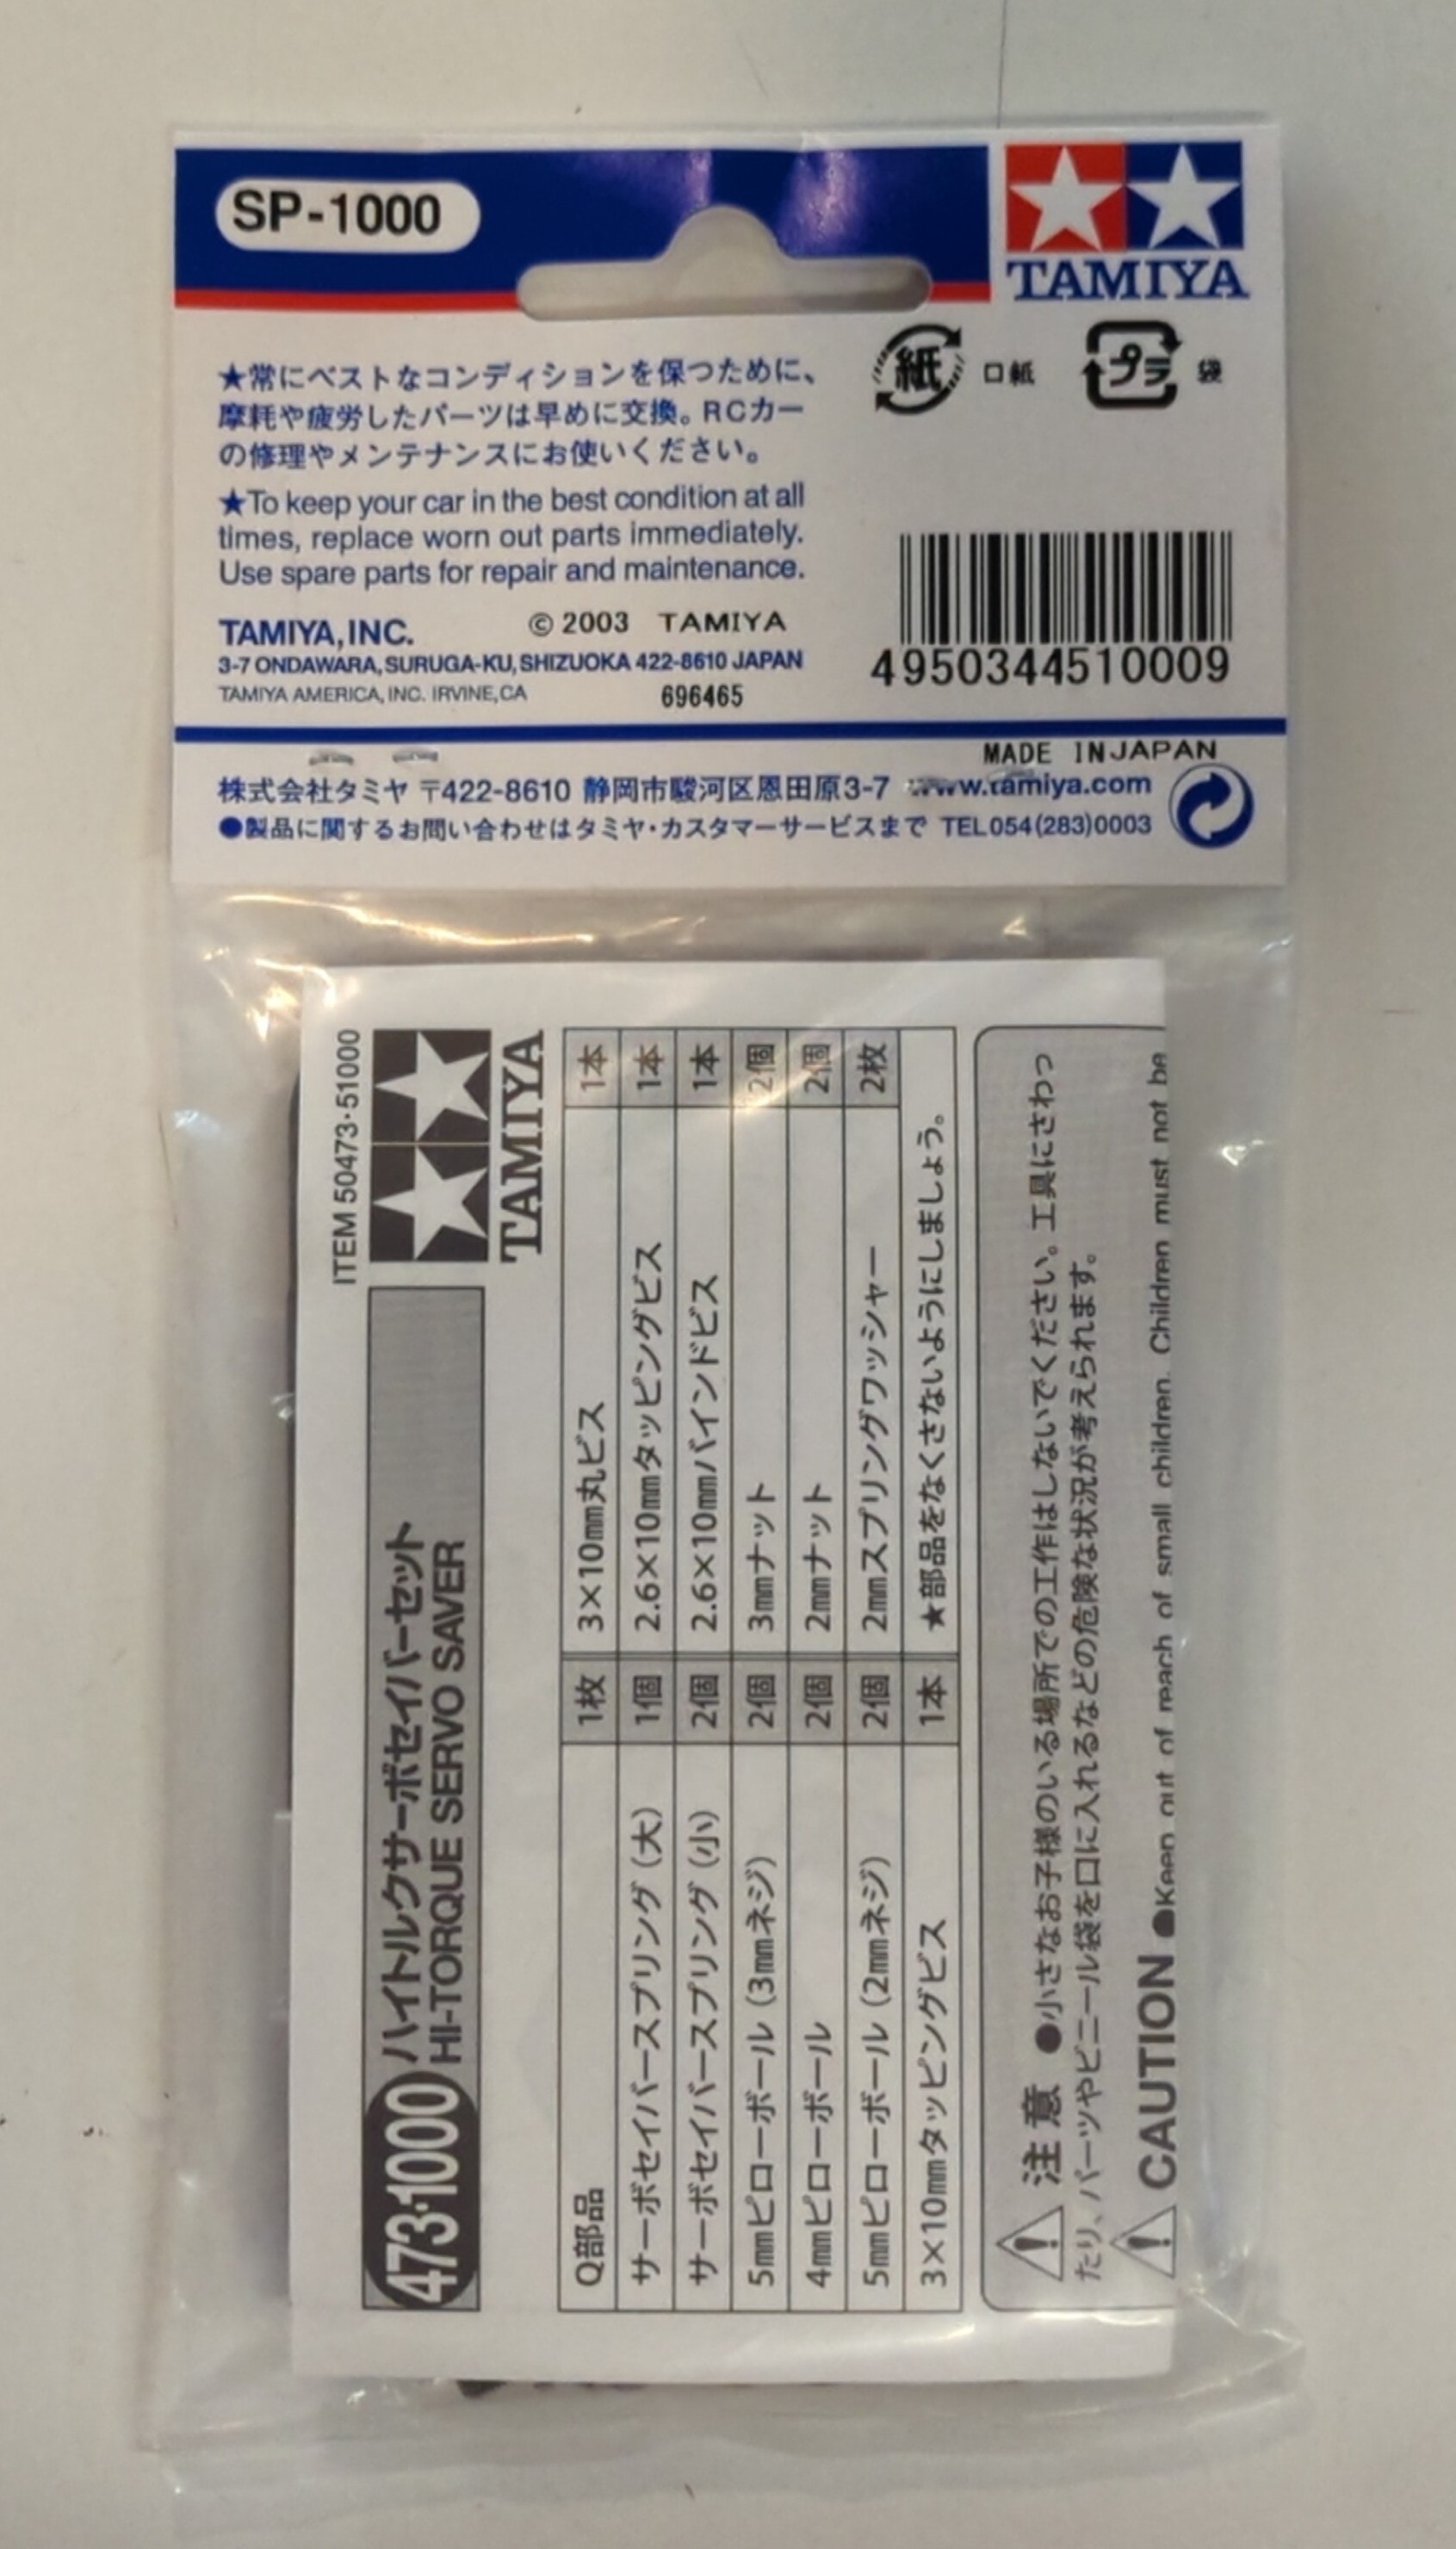 SP-1000
TAMIYA
★常にベストなコンディションを保つために、
摩耗や疲労したパーツは早めに交換。RCカー
の修理やメンテナンスにお使いください。
紙
口紙
プラ
袋
★To keep your car in the best condition at all
times, replace worn out parts immediately.
Use spare parts for repair and maintenance.
TAMIYA, INC.
© 2003 TAMIYA
3-7 ONDAWARA, SURUGA-KU, SHIZUOKA 422-8610 JAPAN
TAMIYA AMERICA, INC. IRVINE, CA
696465
4950344510009
MADE IN JAPAN
株式会社タミヤ 〒422-8610 静岡市駿河区恩田原3-7 www.tamiya.com
●製品に関するお問い合わせはタミヤ・カスタマーサービスまで TEL054(283)0003
ITEM 50473・51000
TAMIYA
473・1000
ハイトルクサーボセイバーセット
HI-TORQUE SERVO SAVER
Q部品 1枚
サーボセイバースプリング (大) 1個
サーボセイバースプリング (小) 2個
5mmピローボール (3mmネジ) 2個
4mmピローボール 2個
5mmピローボール (2mmネジ) 2個
3×10mmタッピングビス 1本
3×10mm丸ビス 1本
2.6×10mmタッピングビス 1本
2.6×10mmバインドビス 1本
3mmナット 2個
2mmナット 2個
2mmスプリングワッシャー 2枚
★部品をなくさないようにしましょう。
注意 ●小さなお子様のいる場所での工作はしないでください。工具にさわっ
たり、パーツやビニール袋を口に入れるなどの危険な状況が考えられます。
CAUTION ●Keep out of reach of small children. Children must not be